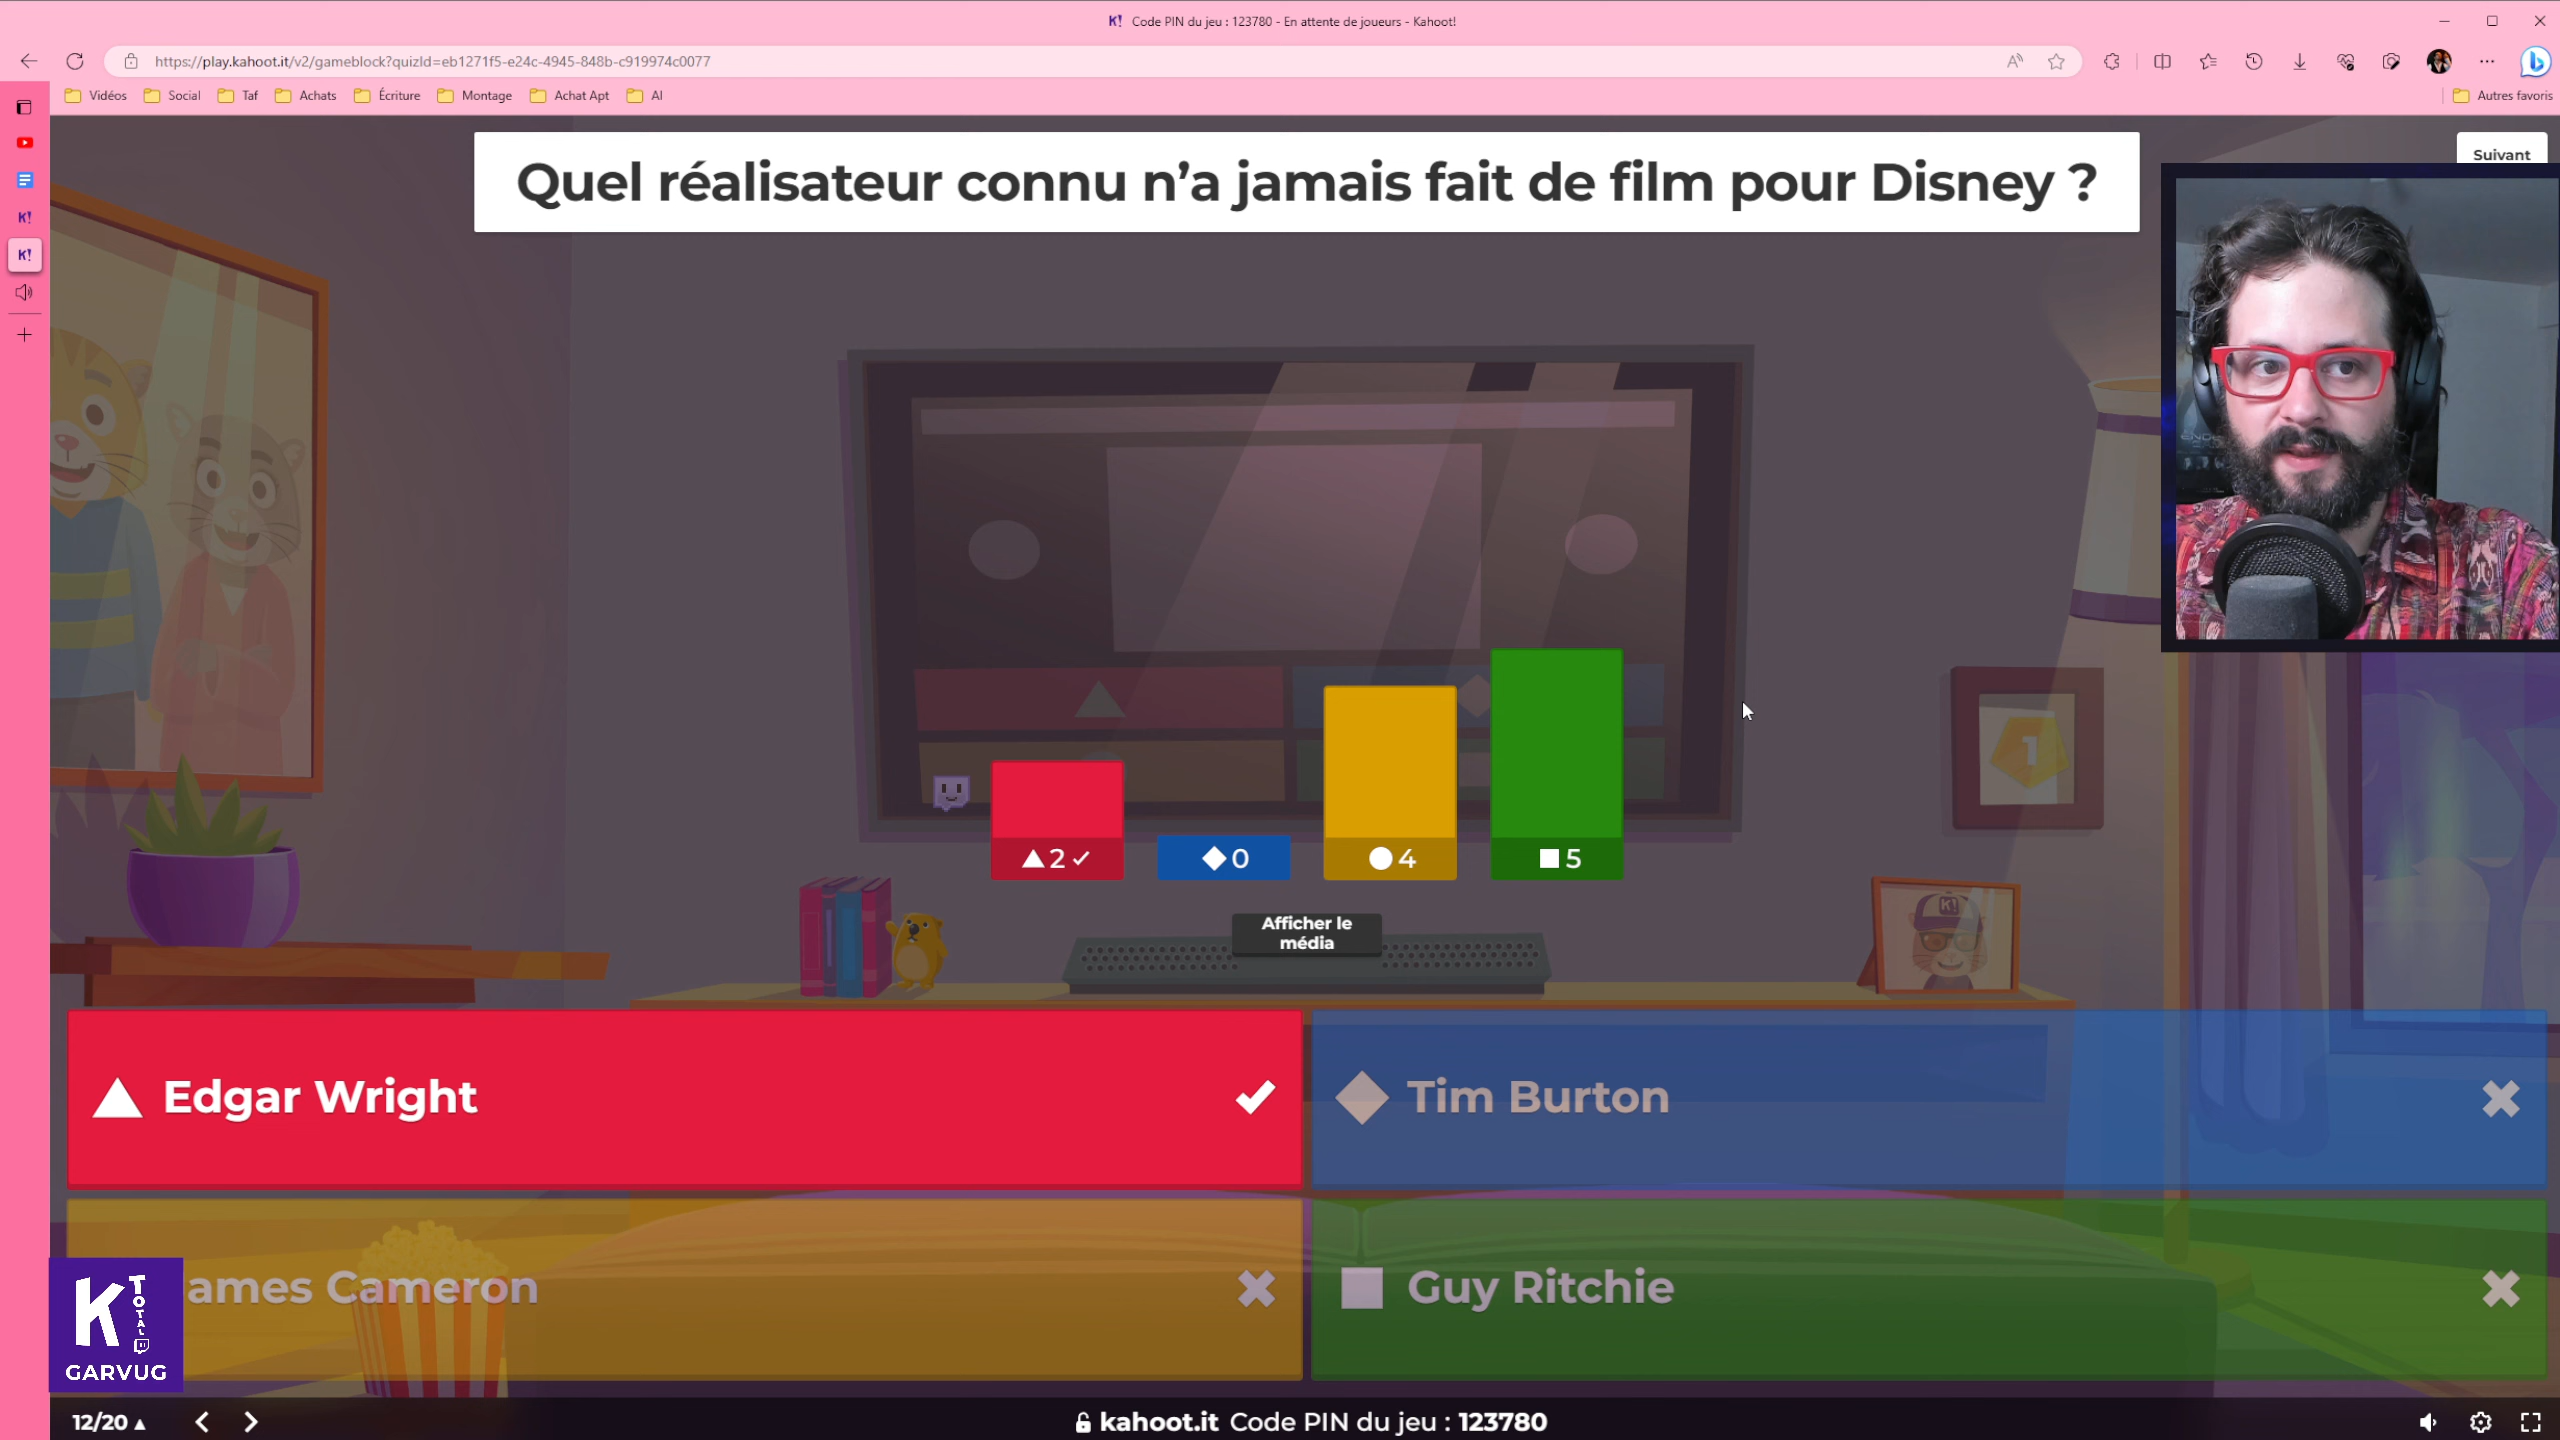 K! Code PIN du jeu : 123780 - En attente de joueurs - Kahoot!
https://play.kahoot.it/v2/gameblock?quizId=eb1271f5-e24c-4945-848b-c919974c0077
Vidéos Social Taf Achats Écriture Montage Achat Apt AI Autres favoris
K!
K!
Quel réalisateur connu n’a jamais fait de film pour Disney ?
Suivant
1
2 0 4 5
K!
Afficher le
média
Edgar Wright
Tim Burton
ames Cameron
Guy Ritchie
K TOTAL
GARVUG
12/20
kahoot.it Code PIN du jeu : 123780